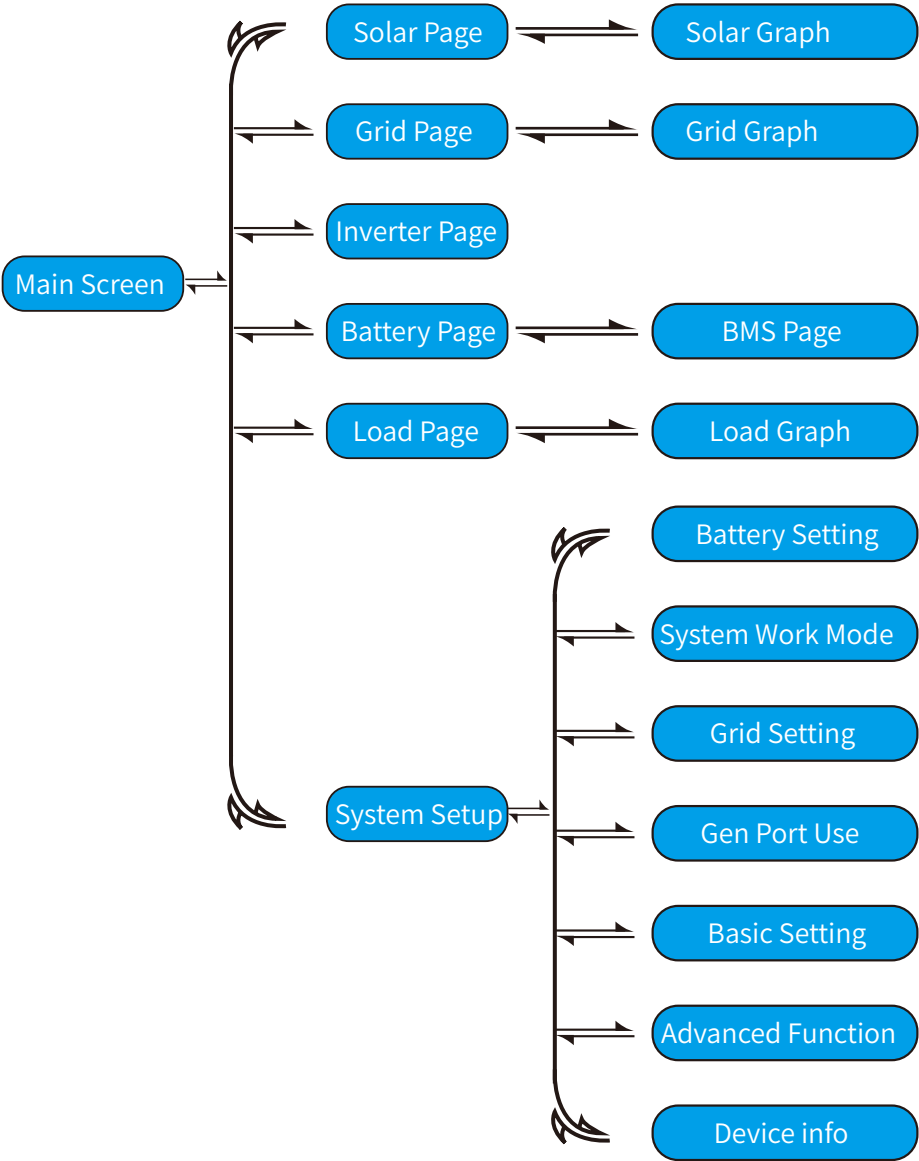 Solar Page
Solar Graph
Grid Page
Grid Graph
Inverter Page
Main Screen
Battery Page
BMS Page
Load Page
Load Graph
Battery Setting
System Work Mode
Grid Setting
System Setup
Gen Port Use
Basic Setting
Advanced Function
Device info